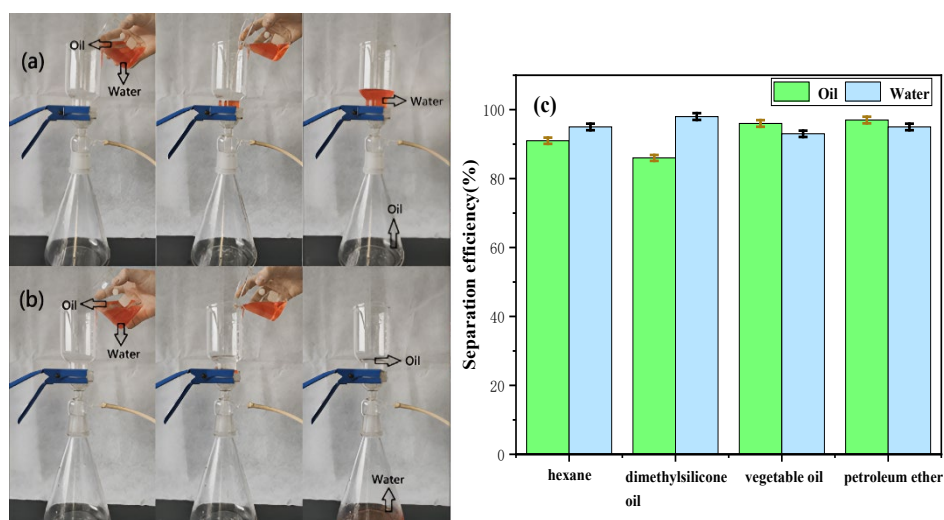 (a)
Oil
Water
Water
Oil
(b)
Oil
Water
Oil
Water
(c)
Oil Water
Separation efficiency(%)
100
80
60
40
20
0
hexane
dimethylsilicone
oil
vegetable oil
petroleum ether